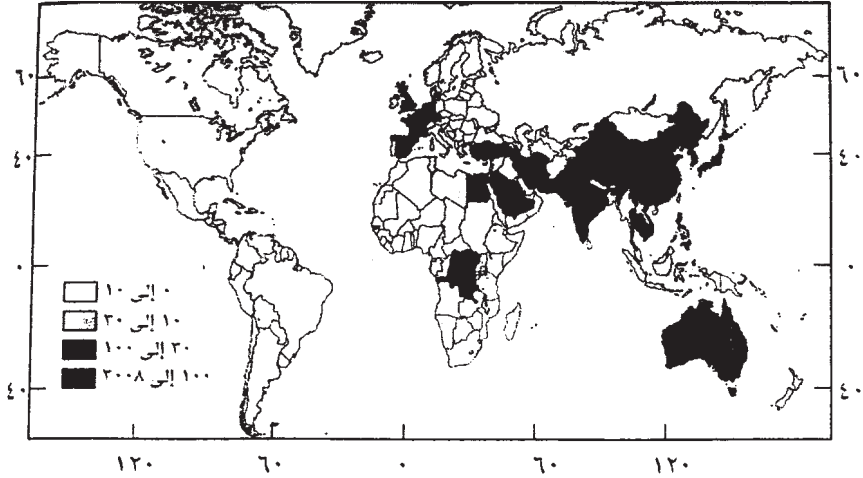 ٦٠ ٦٠
٤٠ ٤٠
٠ ٠
٠ إلى ١٠
١٠ إلى ٣٠
٣٠ إلى ١٠٠
١٠٠ إلى ٢٠٠٨
٤٠ ٤٠
١٢٠ ٦٠ ٠ ٦٠ ١٢٠